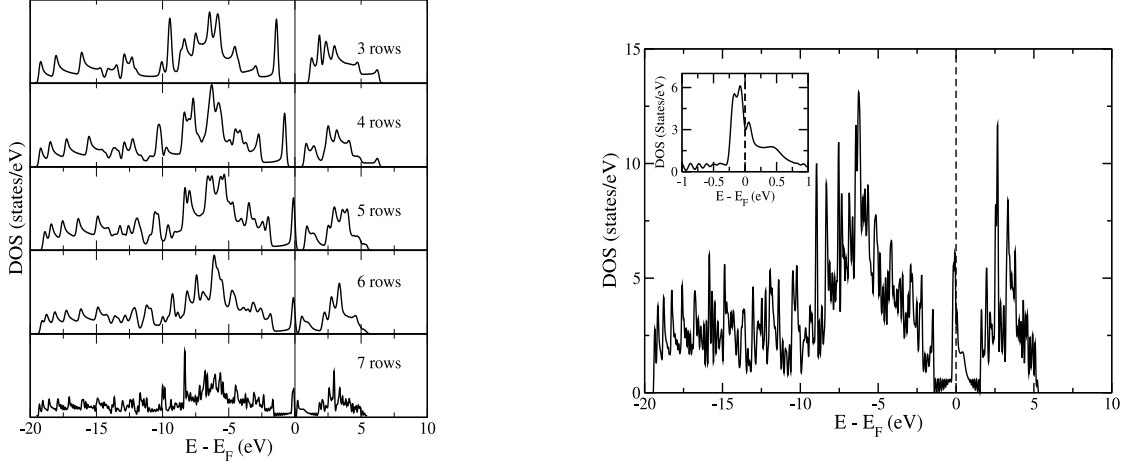 3 rows
4 rows
5 rows
6 rows
7 rows
DOS (states/eV)
-20 -15 -10 -5 0 5 10
E - E_F (eV)
15
10
5
0
DOS (states/eV)
-20 -15 -10 -5 0 5 10
E - E_F (eV)
6
3
0
DOS (States/eV)
-1 -0.5 0 0.5 1
E - E_F (eV)